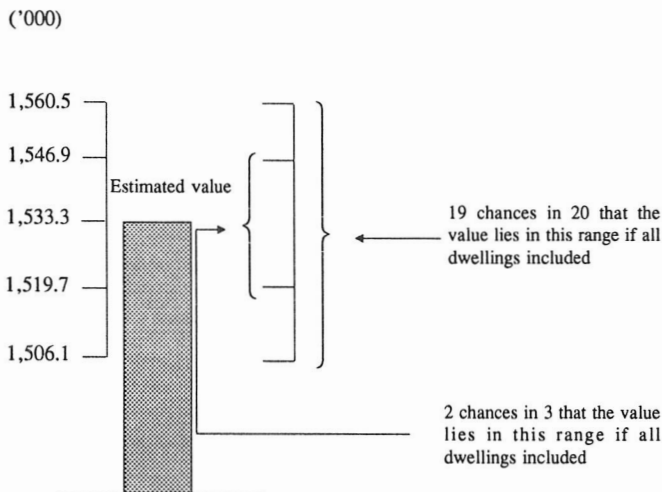 ('000)
1,560.5
1,546.9
Estimated value
1,533.3
19 chances in 20 that the
value lies in this range if all
dwellings included
1,519.7
1,506.1
2 chances in 3 that the value
lies in this range if all
dwellings included